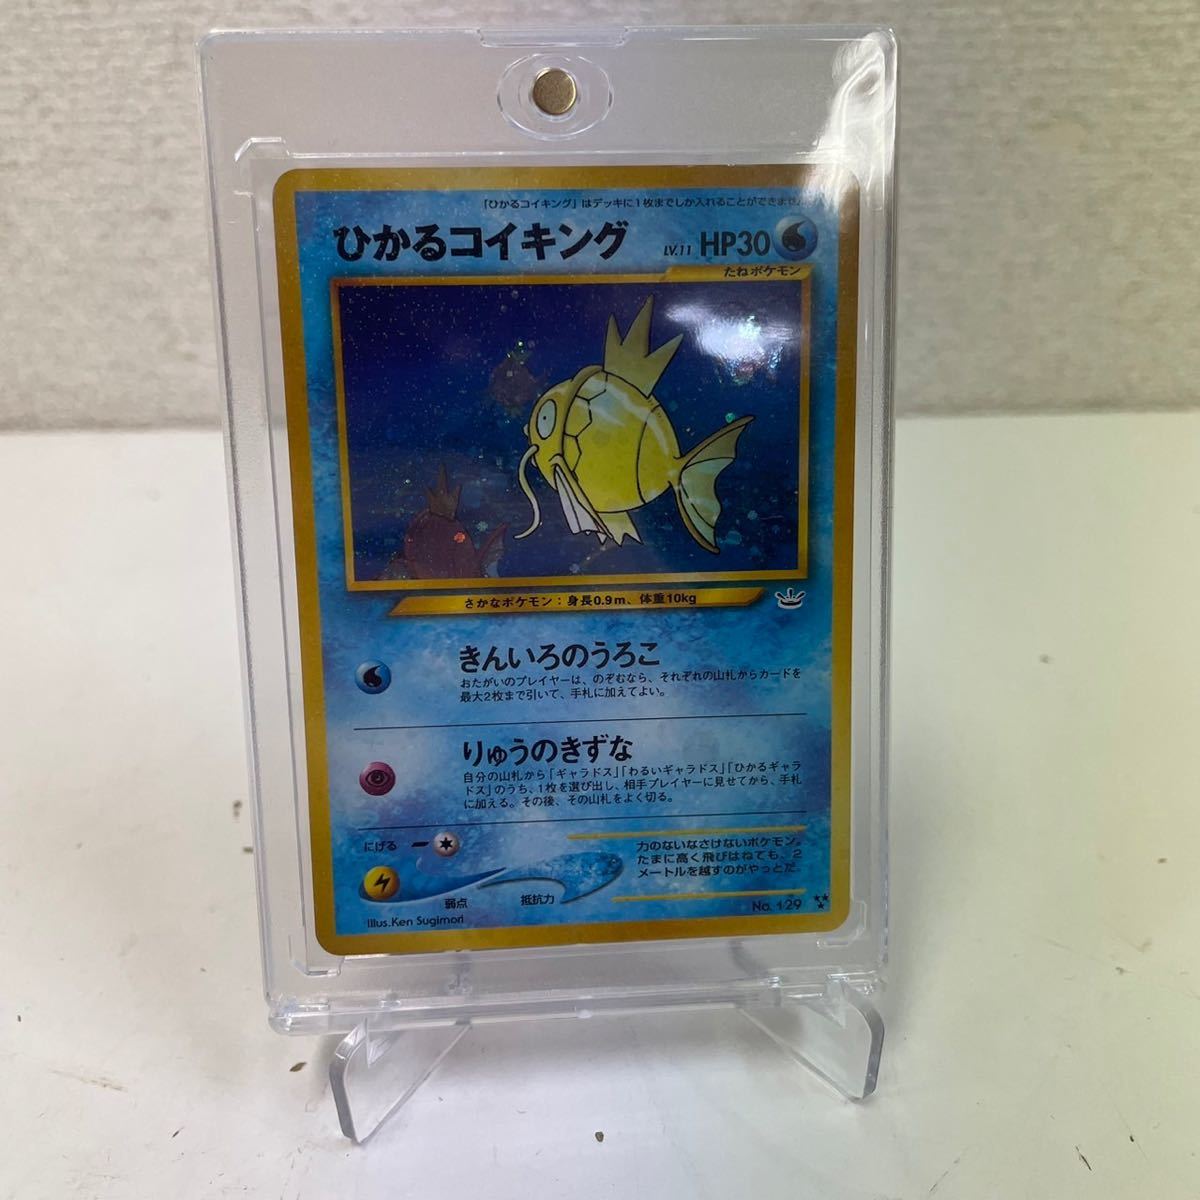 「ひかるコイキング」はデッキに1枚までしか入れることができません。
ひかるコイキング LV.11 HP30
たねポケモン
さかなポケモン：身長0.9m、体重10kg
きんいろのうろこ
おたがいのプレイヤーは、のぞむなら、それぞれの山札からカードを
最大2枚まで引いて、手札に加えてよい。
りゅうのきずな
自分の山札から「ギャラドス」「わるいギャラドス」「ひかるギャラ
ドス」のうち、1枚を選び出し、相手プレイヤーに見せてから、手札
に加える。その後、その山札をよく切る。
にげる
弱点
抵抗力
力のないなさけないポケモン。
たまに高く飛びはねても、2
メートルを越すのがやっとだ。
Illus.Ken Sugimori
No. 129